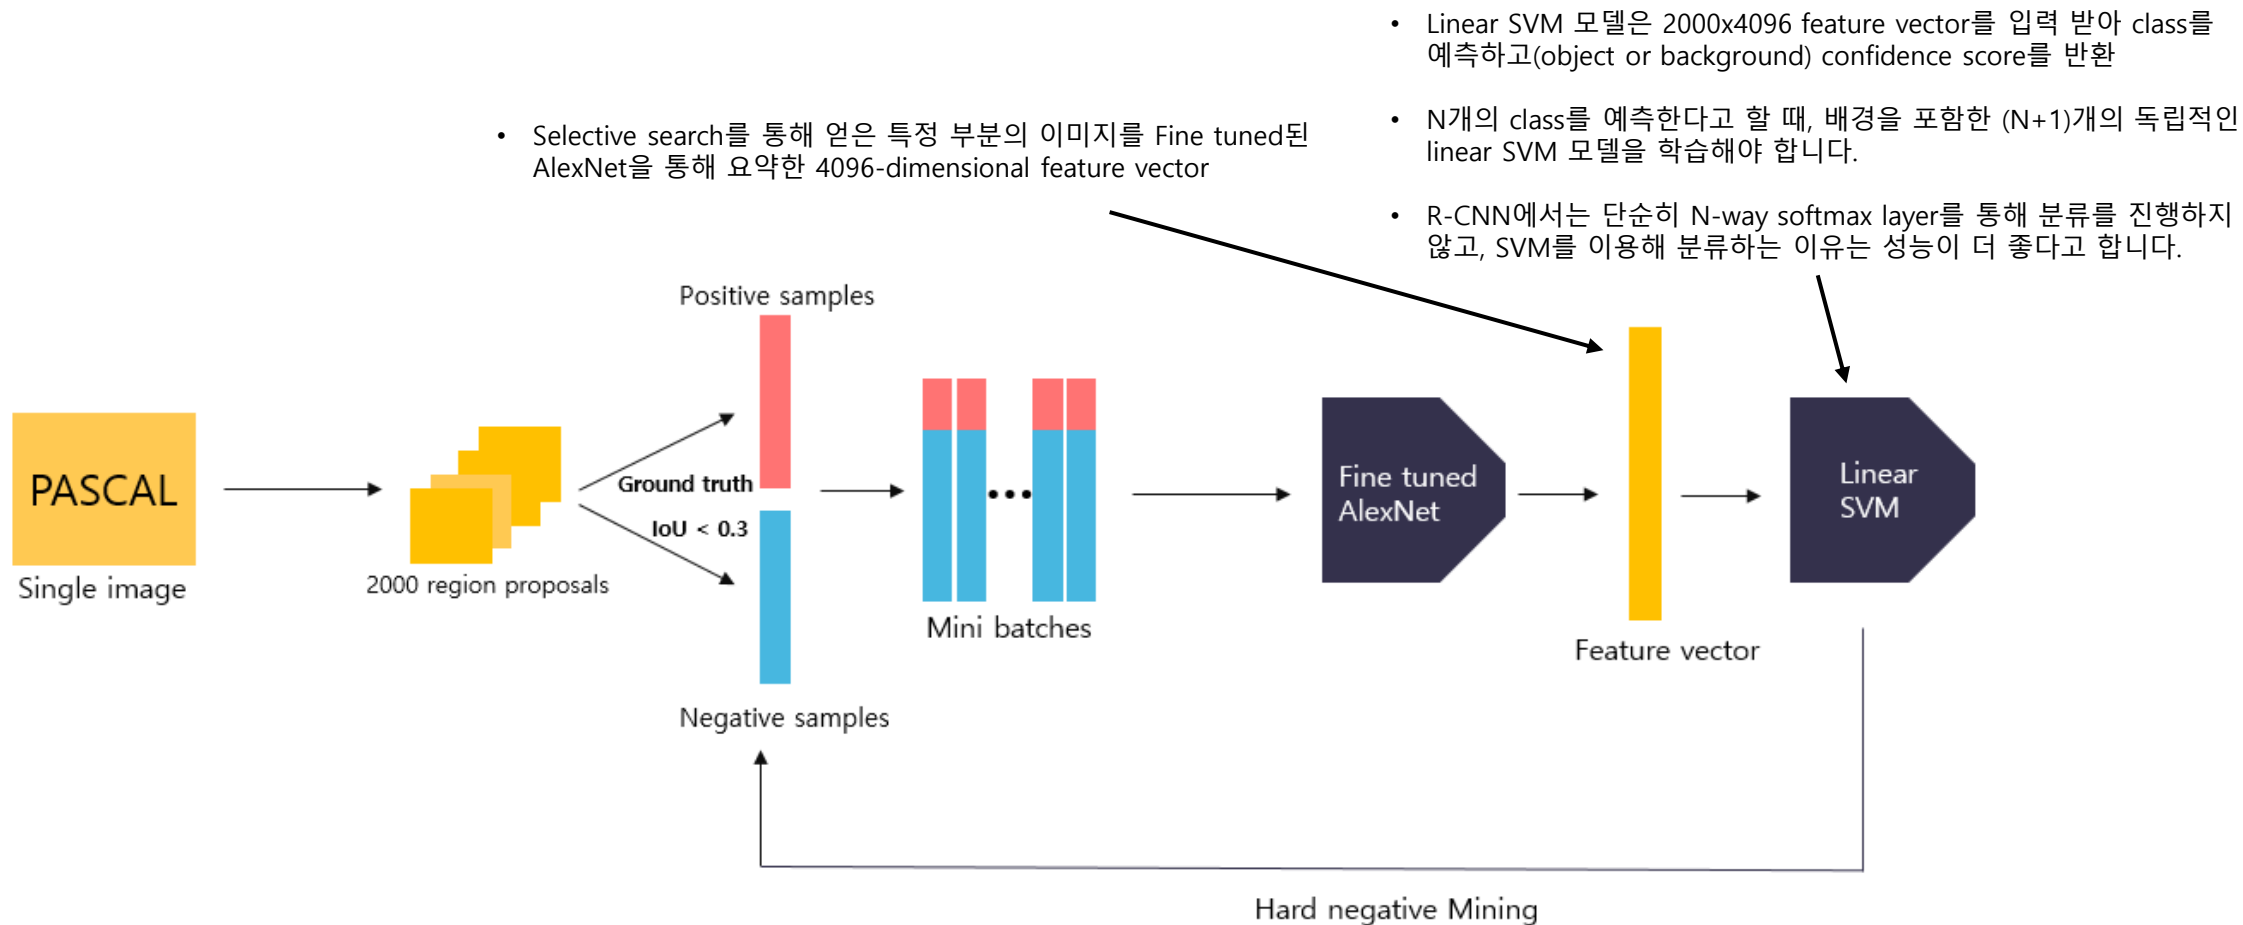 • Linear SVM 모델은 2000x4096 feature vector를 입력 받아 class를
예측하고(object or background) confidence score를 반환
• N개의 class를 예측한다고 할 때, 배경을 포함한 (N+1)개의 독립적인
linear SVM 모델을 학습해야 합니다.
• R-CNN에서는 단순히 N-way softmax layer를 통해 분류를 진행하지
않고, SVM를 이용해 분류하는 이유는 성능이 더 좋다고 합니다.
• Selective search를 통해 얻은 특정 부분의 이미지를 Fine tuned된
AlexNet을 통해 요약한 4096-dimensional feature vector
PASCAL
Single image
2000 region proposals
Positive samples
Ground truth
IoU < 0.3
Negative samples
Mini batches
Fine tuned
AlexNet
Feature vector
Linear
SVM
Hard negative Mining